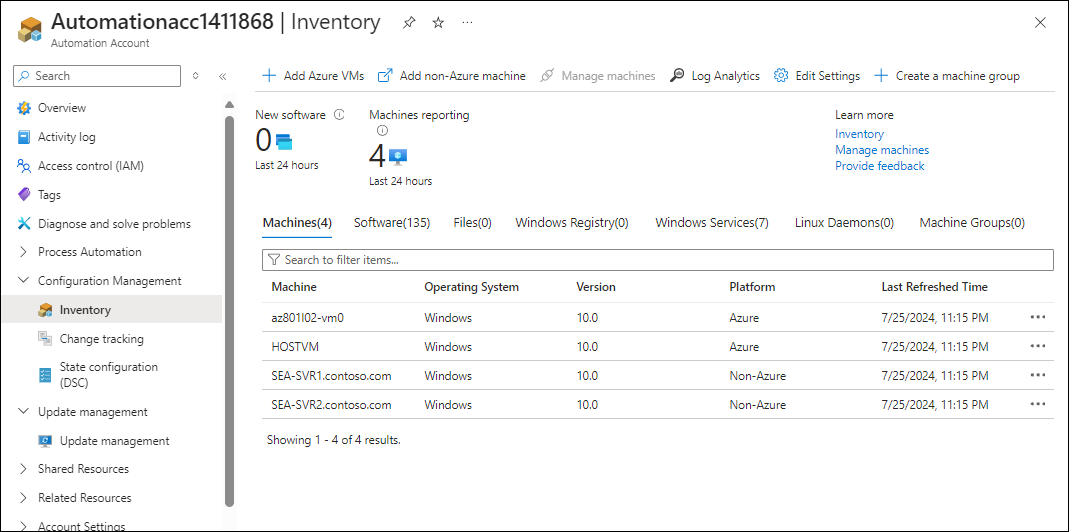 Automationacc1411868 | Inventory
Automation Account
Search
Add Azure VMs
Add non-Azure machine
Manage machines
Log Analytics
Edit Settings
Create a machine group
Overview
Activity log
Access control (IAM)
Tags
Diagnose and solve problems
Process Automation
Configuration Management
Inventory
Change tracking
State configuration
(DSC)
Update management
Update management
Shared Resources
Related Resources
Account Settings
New software
0
Last 24 hours
Machines reporting
4
Last 24 hours
Learn more
Inventory
Manage machines
Provide feedback
Machines(4) Software(135) Files(0) Windows Registry(0) Windows Services(7) Linux Daemons(0) Machine Groups(0)
Search to filter items...
Machine Operating System Version Platform Last Refreshed Time
az801l02-vm0 Windows 10.0 Azure 7/25/2024, 11:15 PM
HOSTVM Windows 10.0 Azure 7/25/2024, 11:15 PM
SEA-SVR1.contoso.com Windows 10.0 Non-Azure 7/25/2024, 11:15 PM
SEA-SVR2.contoso.com Windows 10.0 Non-Azure 7/25/2024, 11:15 PM
Showing 1 - 4 of 4 results.